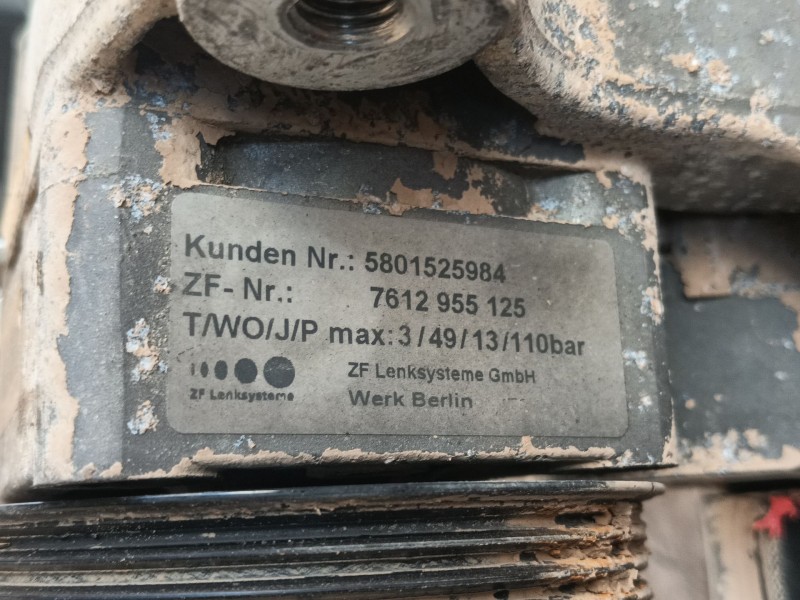 Kunden Nr.: 5801525984
ZF- Nr.: 7612 955 125
T/WO/J/P max: 3/49/13/110bar
ZF Lenksysteme GmbH
ZF Lenksysteme
Werk Berlin